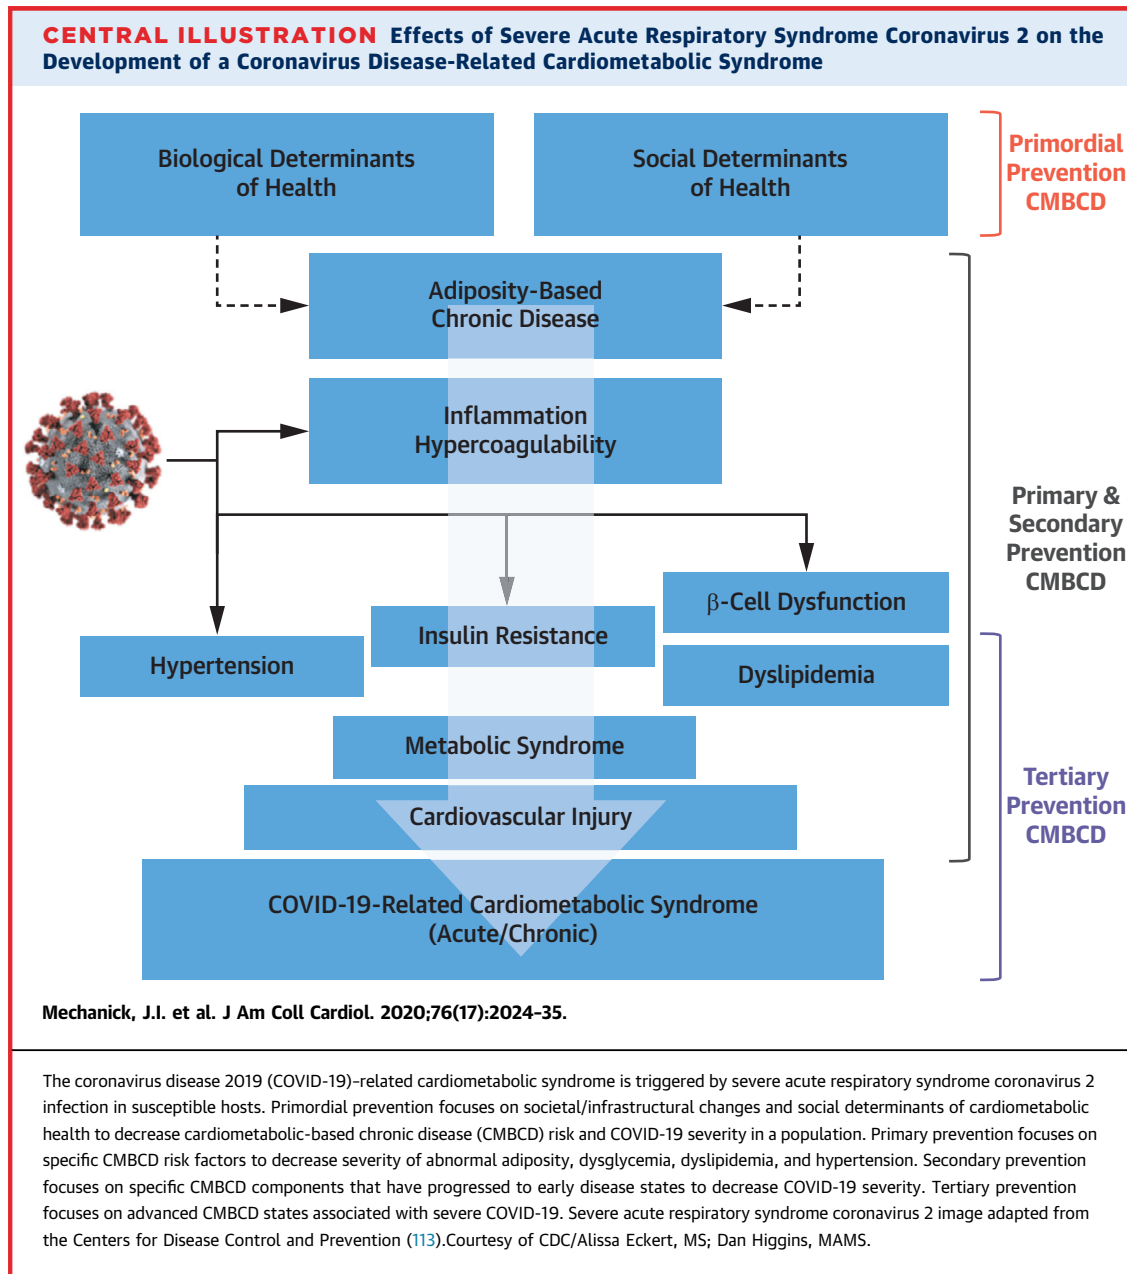 CENTRAL ILLUSTRATION Effects of Severe Acute Respiratory Syndrome Coronavirus 2 on the
Development of a Coronavirus Disease-Related Cardiometabolic Syndrome
Biological Determinants
of Health
Social Determinants
of Health
Primordial
Prevention
CMBCD
Adiposity-Based
Chronic Disease
Inflammation
Hypercoagulability
Primary &
Secondary
Prevention
CMBCD
β-Cell Dysfunction
Insulin Resistance
Hypertension
Dyslipidemia
Metabolic Syndrome
Cardiovascular Injury
Tertiary
Prevention
CMBCD
COVID-19-Related Cardiometabolic Syndrome
(Acute/Chronic)
Mechanick, J.I. et al. J Am Coll Cardiol. 2020;76(17):2024–35.
The coronavirus disease 2019 (COVID-19)–related cardiometabolic syndrome is triggered by severe acute respiratory syndrome coronavirus 2
infection in susceptible hosts. Primordial prevention focuses on societal/infrastructural changes and social determinants of cardiometabolic
health to decrease cardiometabolic-based chronic disease (CMBCD) risk and COVID-19 severity in a population. Primary prevention focuses on
specific CMBCD risk factors to decrease severity of abnormal adiposity, dysglycemia, dyslipidemia, and hypertension. Secondary prevention
focuses on specific CMBCD components that have progressed to early disease states to decrease COVID-19 severity. Tertiary prevention
focuses on advanced CMBCD states associated with severe COVID-19. Severe acute respiratory syndrome coronavirus 2 image adapted from
the Centers for Disease Control and Prevention (113).Courtesy of CDC/Alissa Eckert, MS; Dan Higgins, MAMS.